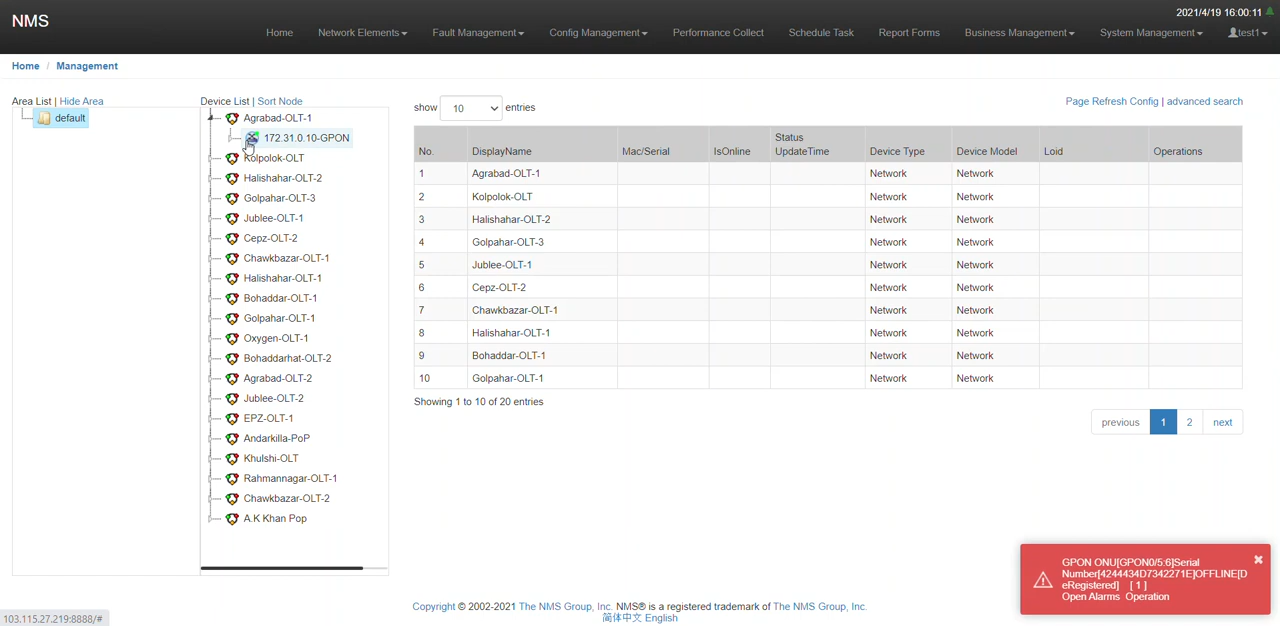 NMS
2021/4/19 16:00:11
Home Network Elements Fault Management Config Management Performance Collect Schedule Task Report Forms Business Management System Management test1
Home / Management
Area List | Hide Area
default
Device List | Sort Node
Agrabad-OLT-1
172.31.0.10-GPON
Kolpolok-OLT
Halishahar-OLT-2
Golpahar-OLT-3
Jublee-OLT-1
Cepz-OLT-2
Chawkbazar-OLT-1
Halishahar-OLT-1
Bohaddar-OLT-1
Golpahar-OLT-1
Oxygen-OLT-1
Bohaddarhat-OLT-2
Agrabad-OLT-2
Jublee-OLT-2
EPZ-OLT-1
Andarkilla-PoP
Khulshi-OLT
Rahmannagar-OLT-1
Chawkbazar-OLT-2
A.K Khan Pop
show 10 entries
Page Refresh Config | advanced search
No. DisplayName Mac/Serial IsOnline Status UpdateTime Device Type Device Model Loid Operations
1 Agrabad-OLT-1 Network Network
2 Kolpolok-OLT Network Network
3 Halishahar-OLT-2 Network Network
4 Golpahar-OLT-3 Network Network
5 Jublee-OLT-1 Network Network
6 Cepz-OLT-2 Network Network
7 Chawkbazar-OLT-1 Network Network
8 Halishahar-OLT-1 Network Network
9 Bohaddar-OLT-1 Network Network
10 Golpahar-OLT-1 Network Network
Showing 1 to 10 of 20 entries
previous 1 2 next
GPON ONU[GPON0/5:6]Serial
Number[4244434D7342271E]OFFLINE[D
eRegistered] [ 1 ]
Open Alarms Operation
Copyright © 2002-2021 The NMS Group, Inc. NMS® is a registered trademark of The NMS Group, Inc.
简体中文 English
103.115.27.219:8888/#